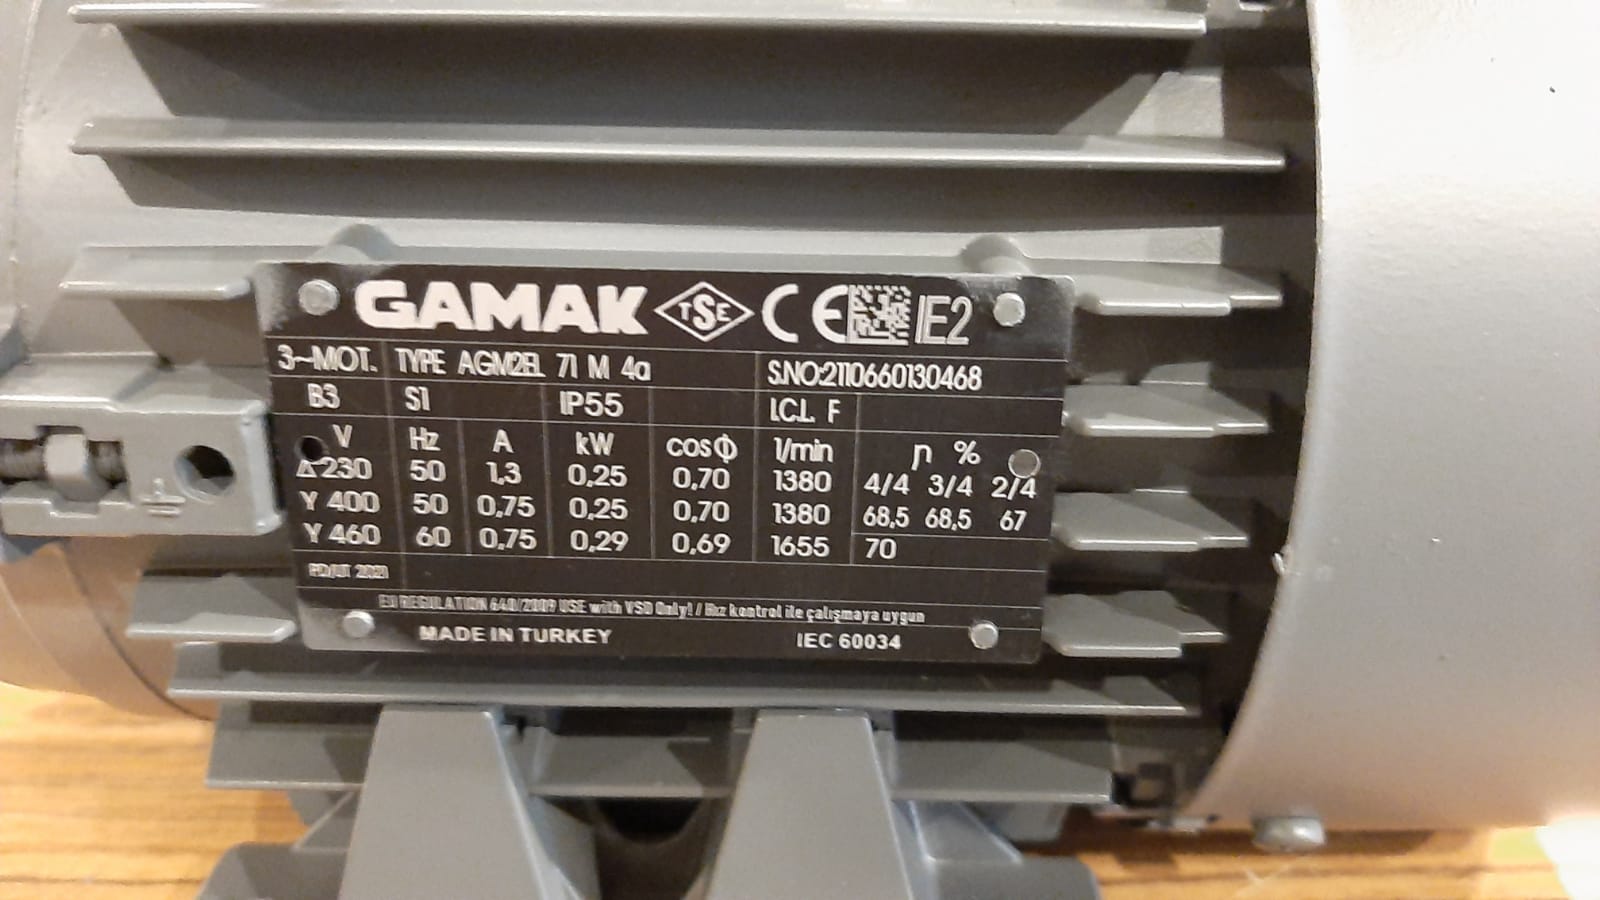 GAMAK TSE CE IE2
3~MOT. TYPE AGM2EL 71 M 4a S.NO:2110660130468
B3 S1 IP55 I.C.L. F
V Hz A kW cosΦ 1/min η %
Δ 230 50 1,3 0,25 0,70 1380 4/4 3/4 2/4
Y 400 50 0,75 0,25 0,70 1380 68,5 68,5 67
Y 460 60 0,75 0,29 0,69 1655 70
2021
EU REGULATION 640/2009 USE with VSD Only! / Hız kontrol ile çalışmaya uygun
MADE IN TURKEY IEC 60034